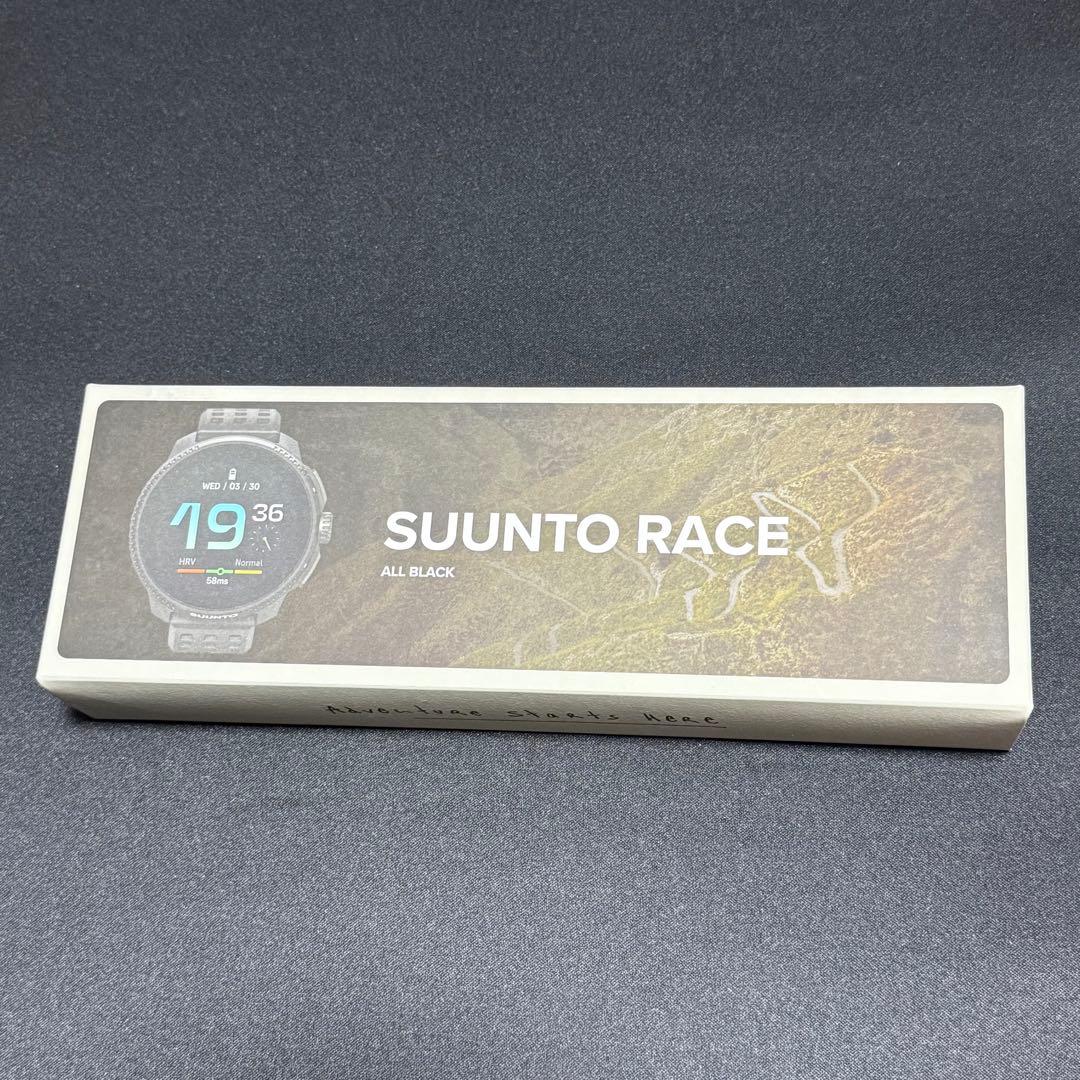 WED / 03 / 30
19 36
HRV Normal
58ms
SUUNTO
SUUNTO RACE
ALL BLACK
Adventure starts Here